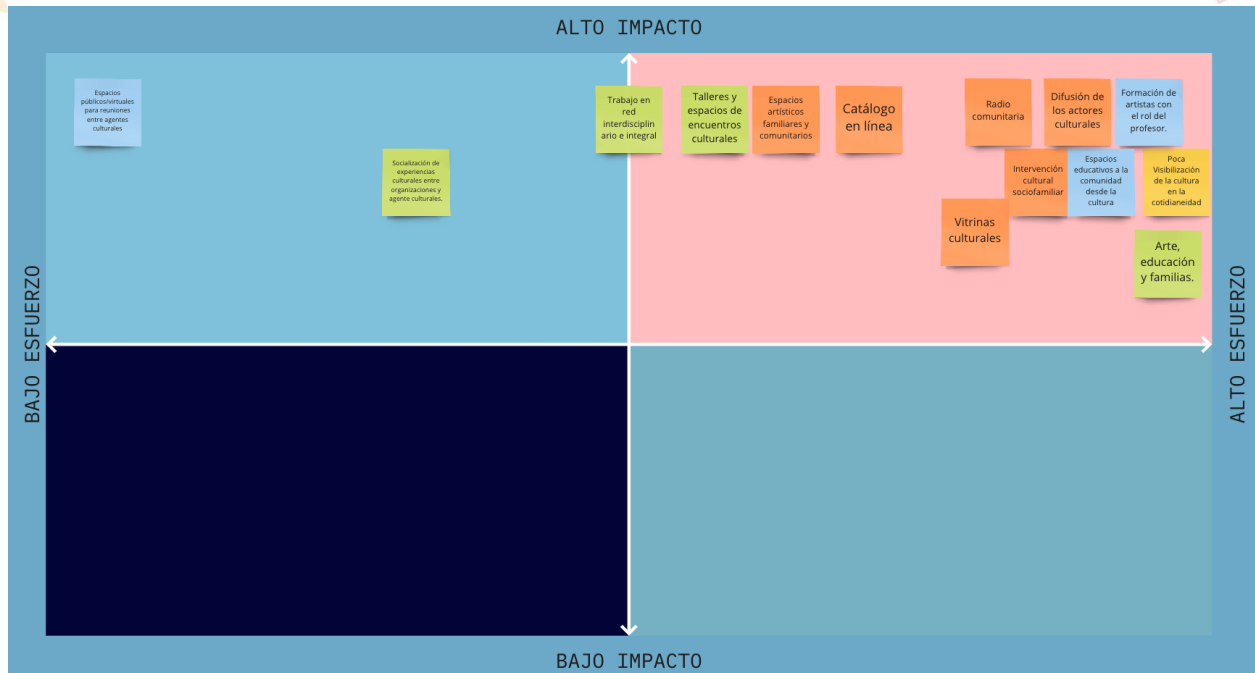 ALTO IMPACTO
Espacios
públicos/virtuales
para reuniones
entre agentes
culturales
Trabajo en
red
interdisciplin
ario e integral
Talleres y
espacios de
encuentros
culturales
Espacios
artísticos
familiares y
comunitarios
Catálogo
en línea
Radio
comunitaria
Difusión de
los actores
culturales
Formación de
artistas con
el rol del
profesor.
Socialización de
experiencias
culturales entre
organizaciones y
agente culturales.
Intervención
cultural
sociofamiliar
Espacios
educativos a la
comunidad
desde la
cultura
Poca
Visibilización
de la cultura
en la
cotidianeidad
Vitrinas
culturales
Arte,
educación
y familias.
BAJO ESFUERZO
ALTO ESFUERZO
BAJO IMPACTO